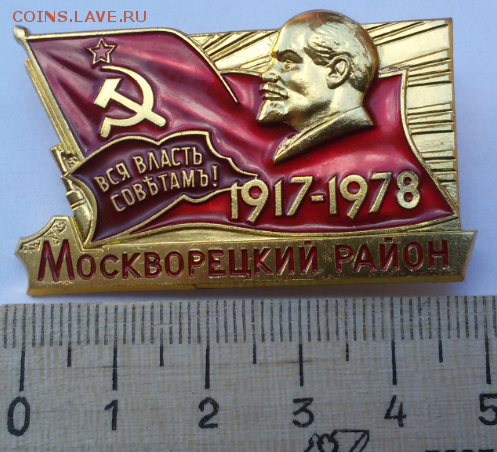 COINS.LAVE.RU
ВСЯ ВЛАСТЬ
СОВѢТАМЪ!
1917-1978
МОСКВОРЕЦКИЙ РАЙОН
0 1 2 3 4 5